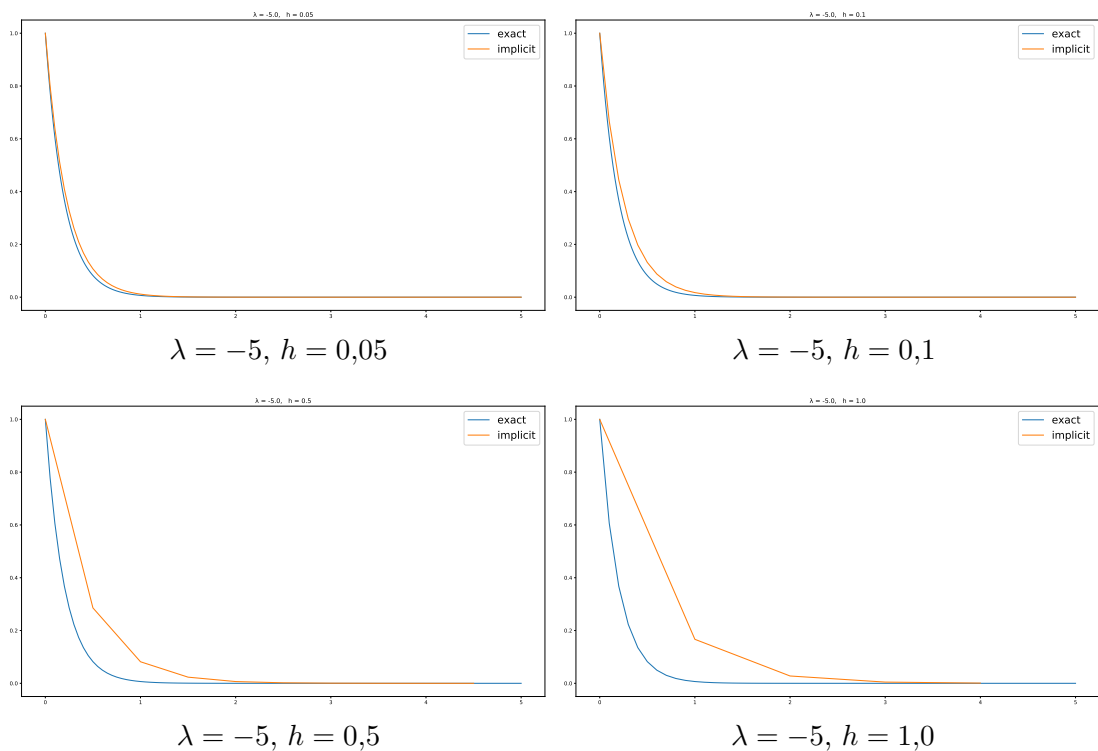 λ = -5.0, h = 0.05
exact
implicit
1.0
0.8
0.6
0.4
0.2
0.0
0 1 2 3 4 5
λ = −5, h = 0,05
λ = -5.0, h = 0.1
exact
implicit
1.0
0.8
0.6
0.4
0.2
0.0
0 1 2 3 4 5
λ = −5, h = 0,1
λ = -5.0, h = 0.5
exact
implicit
1.0
0.8
0.6
0.4
0.2
0.0
0 1 2 3 4 5
λ = −5, h = 0,5
λ = -5.0, h = 1.0
exact
implicit
1.0
0.8
0.6
0.4
0.2
0.0
0 1 2 3 4 5
λ = −5, h = 1,0